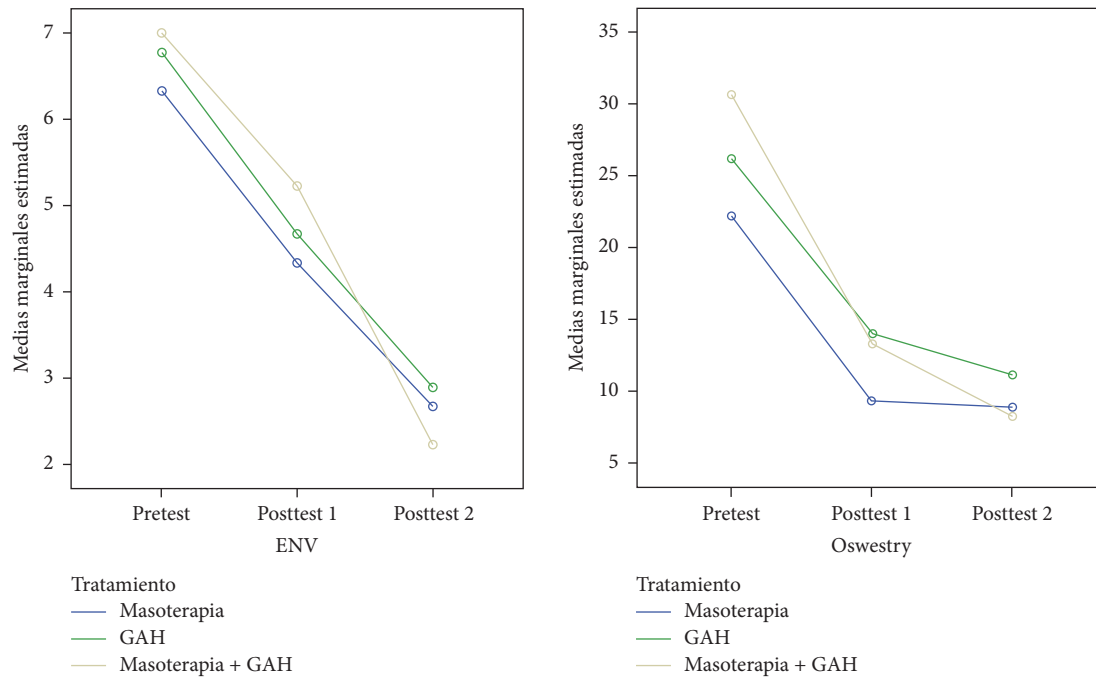 Medias marginales estimadas
7
6
5
4
3
2
Pretest
Posttest 1
Posttest 2
ENV
Tratamiento
Masoterapia
GAH
Masoterapia + GAH
Medias marginales estimadas
35
30
25
20
15
10
5
Pretest
Posttest 1
Posttest 2
Oswestry
Tratamiento
Masoterapia
GAH
Masoterapia + GAH